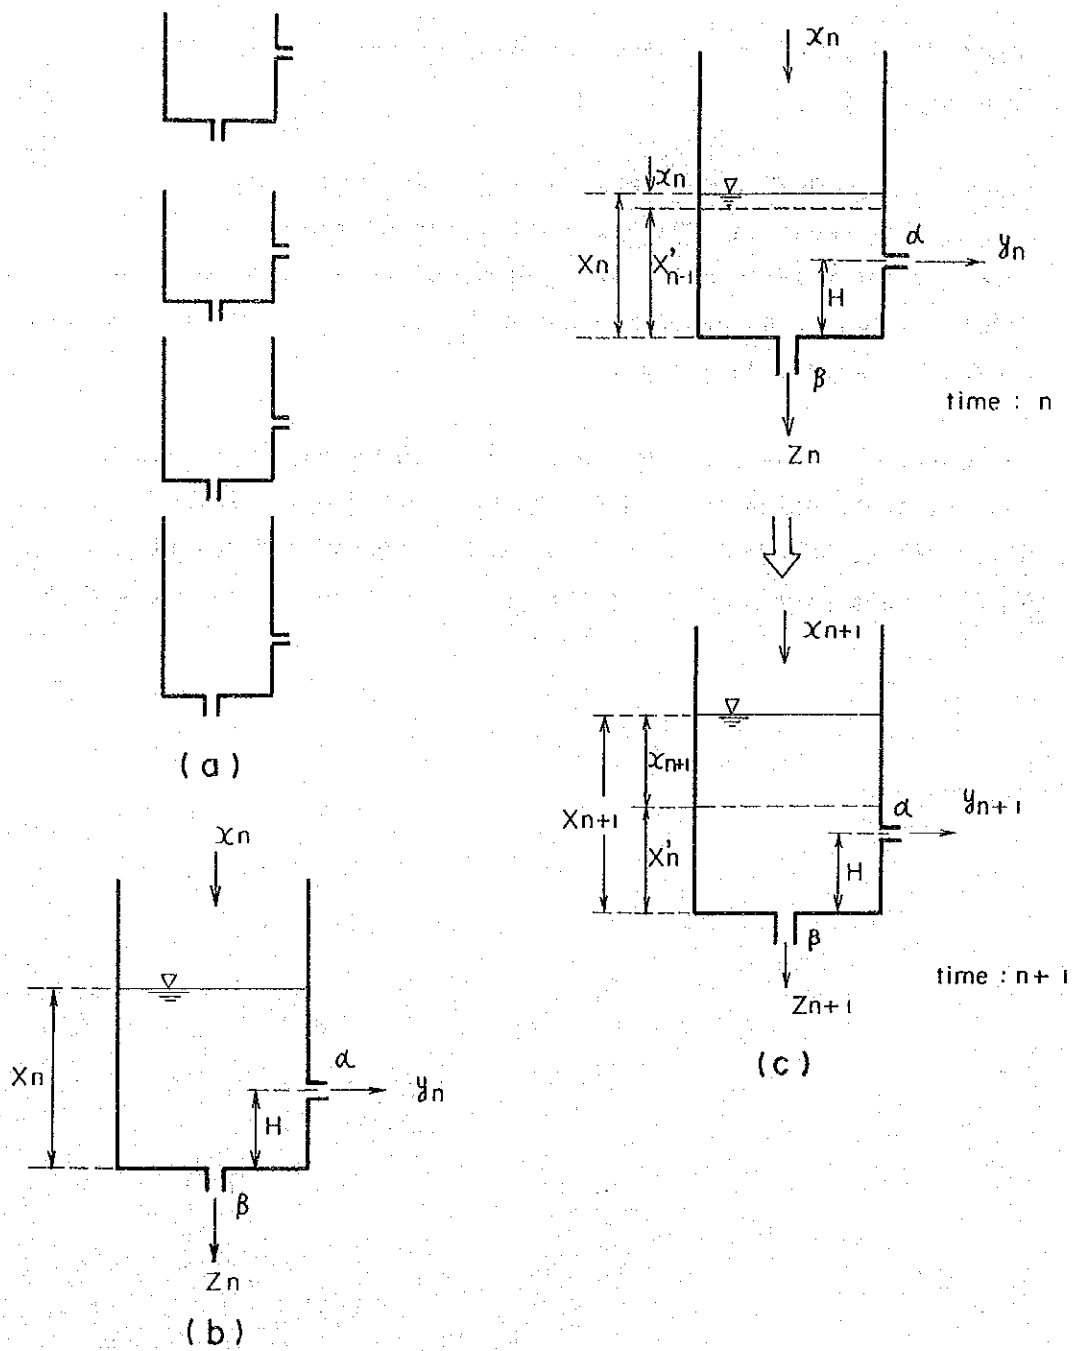 (a)
xn
Xn
H
α
yn
β
Zn
(b)
xn
xn
Xn
X'n-1
H
α
yn
β
Zn
time : n
xn+1
xn+1
Xn+1
X'n
H
α
yn+1
β
Zn+1
time : n+1
(c)